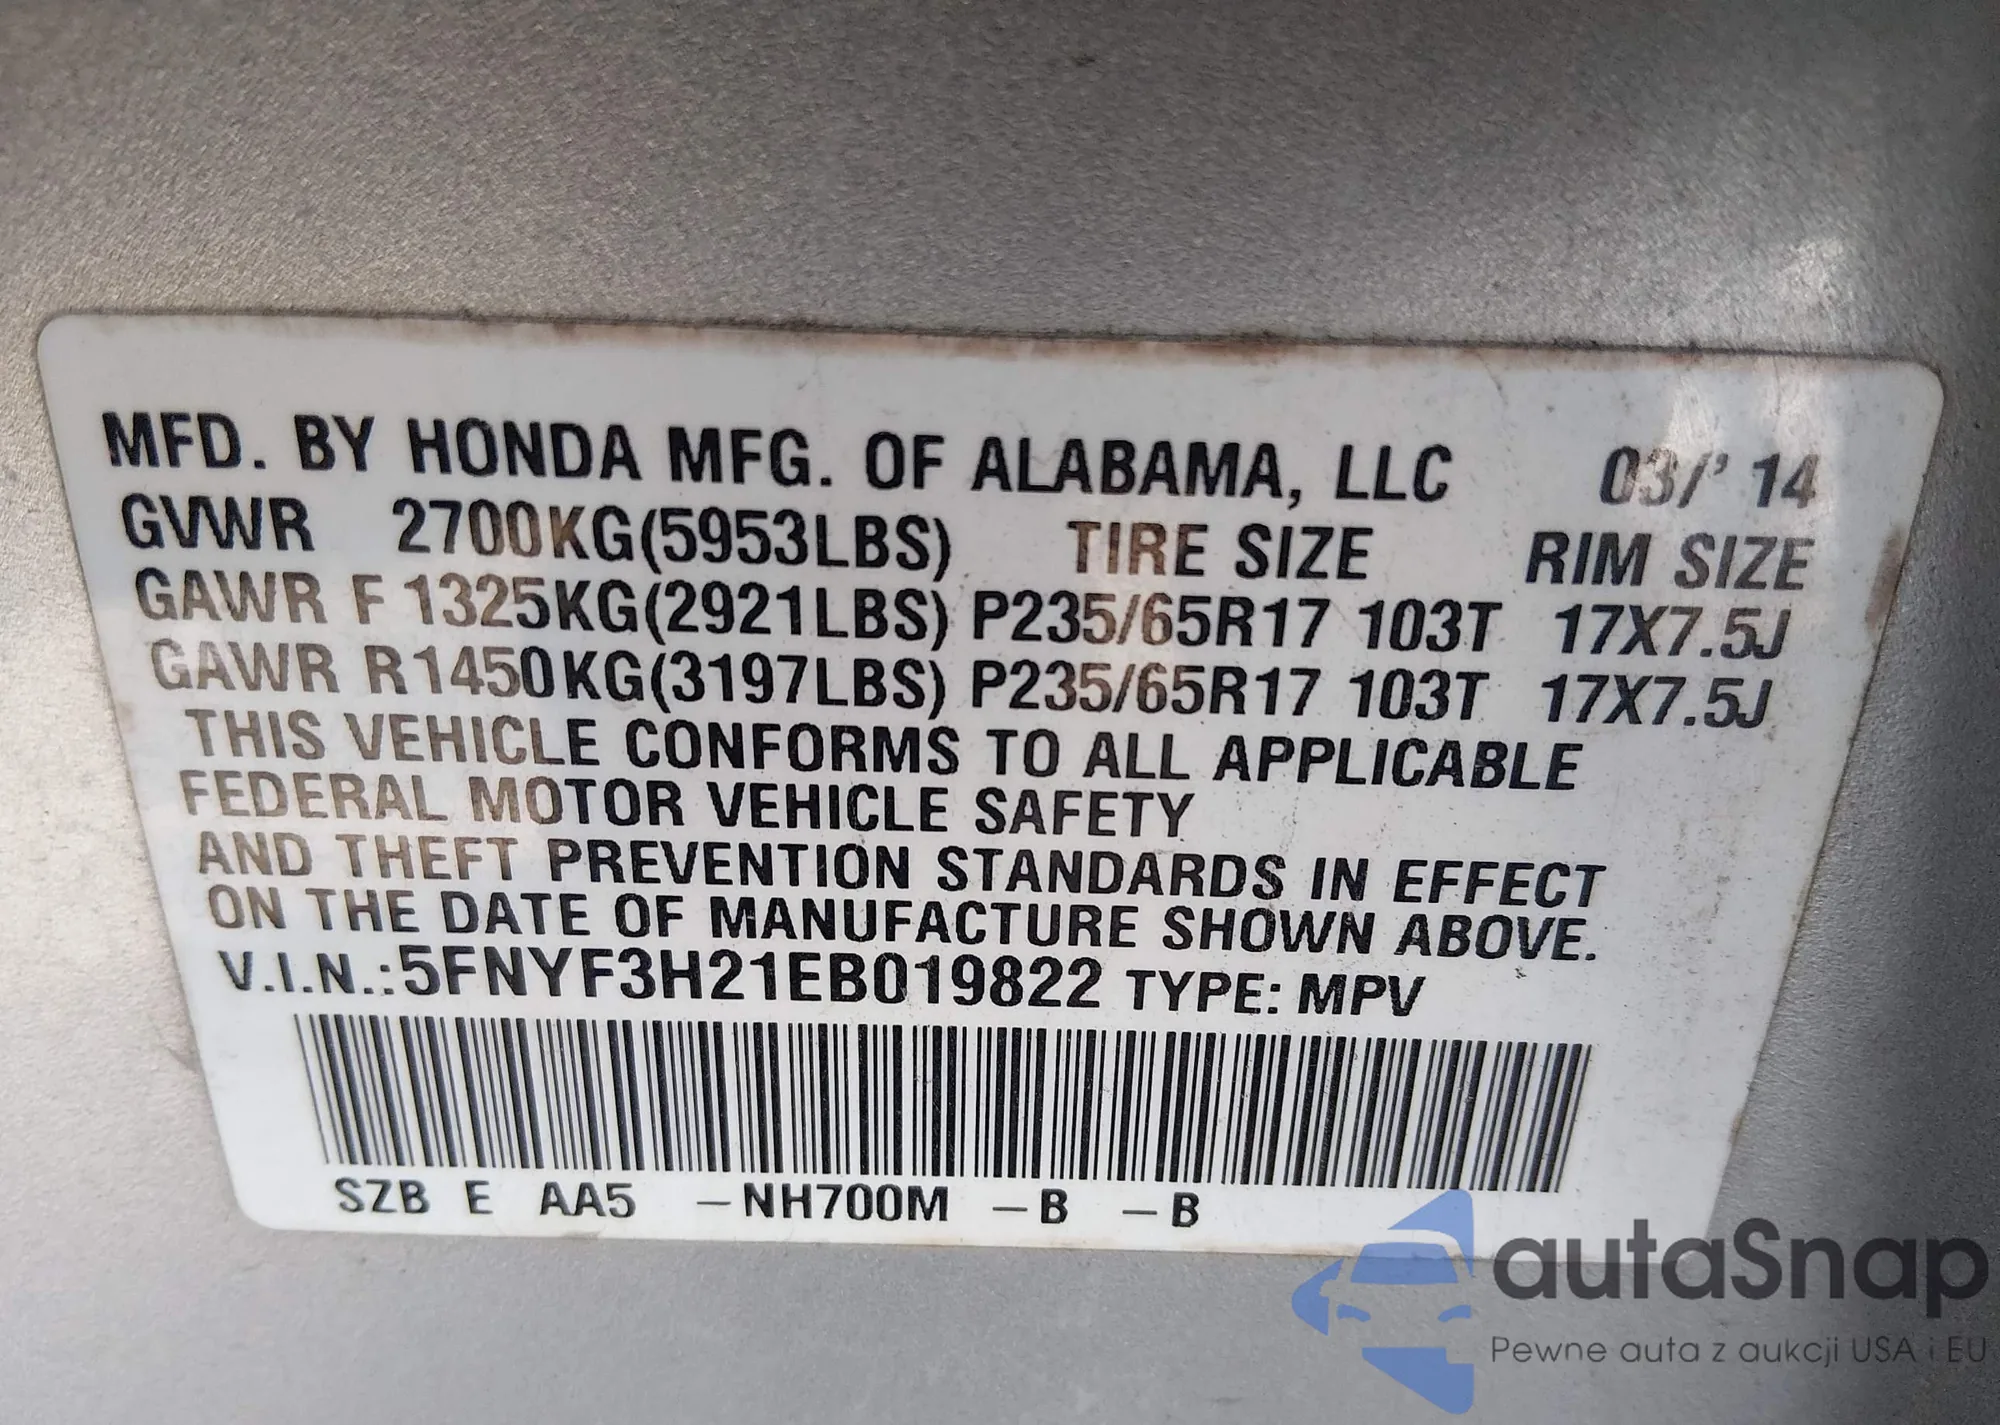 MFD. BY HONDA MFG. OF ALABAMA, LLC 03/' 14
GVWR 2700KG(5953LBS) TIRE SIZE RIM SIZE
GAWR F 1325KG(2921LBS) P235/65R17 103T 17X7.5J
GAWR R 1450KG(3197LBS) P235/65R17 103T 17X7.5J
THIS VEHICLE CONFORMS TO ALL APPLICABLE
FEDERAL MOTOR VEHICLE SAFETY
AND THEFT PREVENTION STANDARDS IN EFFECT
ON THE DATE OF MANUFACTURE SHOWN ABOVE.
V.I.N.:5FNYF3H21EB019822 TYPE: MPV
SZB E AA5 -NH700M -B -B
autaSnap
Pewne auta z aukcji USA i EU